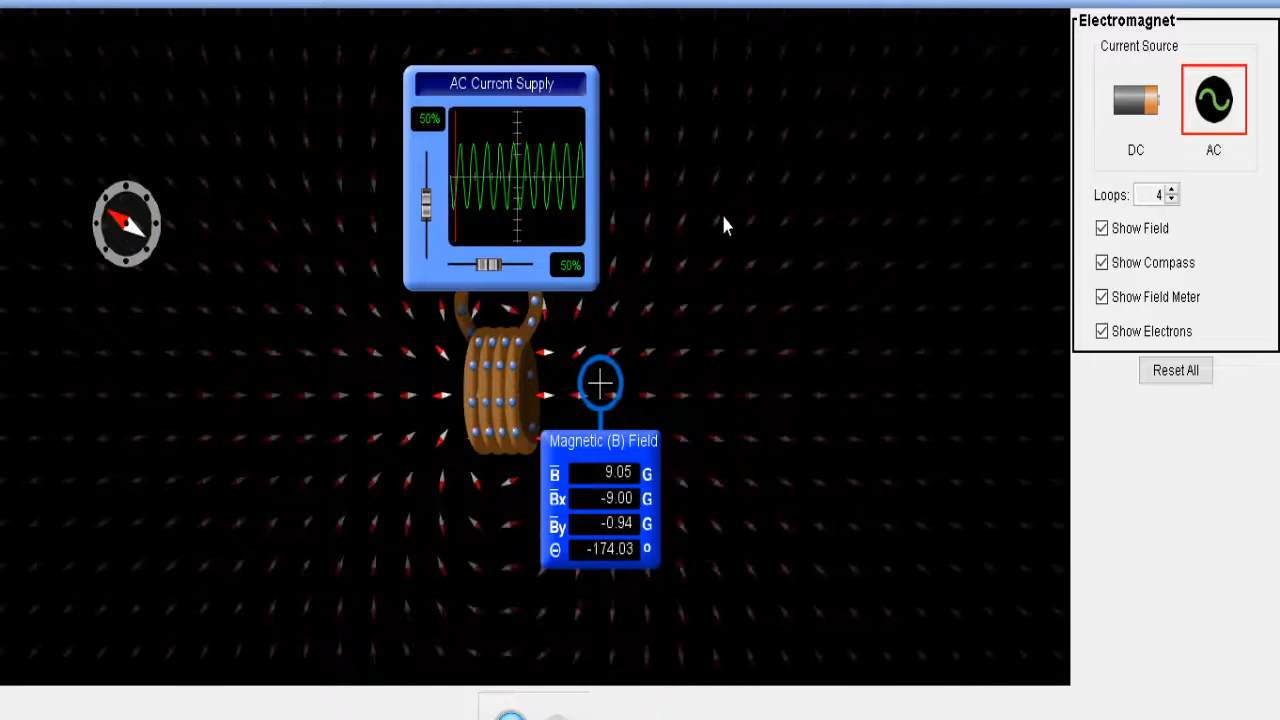 Electromagnet
Current Source
DC
AC
Loops: 4
Show Field
Show Compass
Show Field Meter
Show Electrons
Reset All
AC Current Supply
50%
50%
Magnetic (B) Field
B 9.05 G
Bx -9.00 G
By -0.94 G
Θ -174.03 °